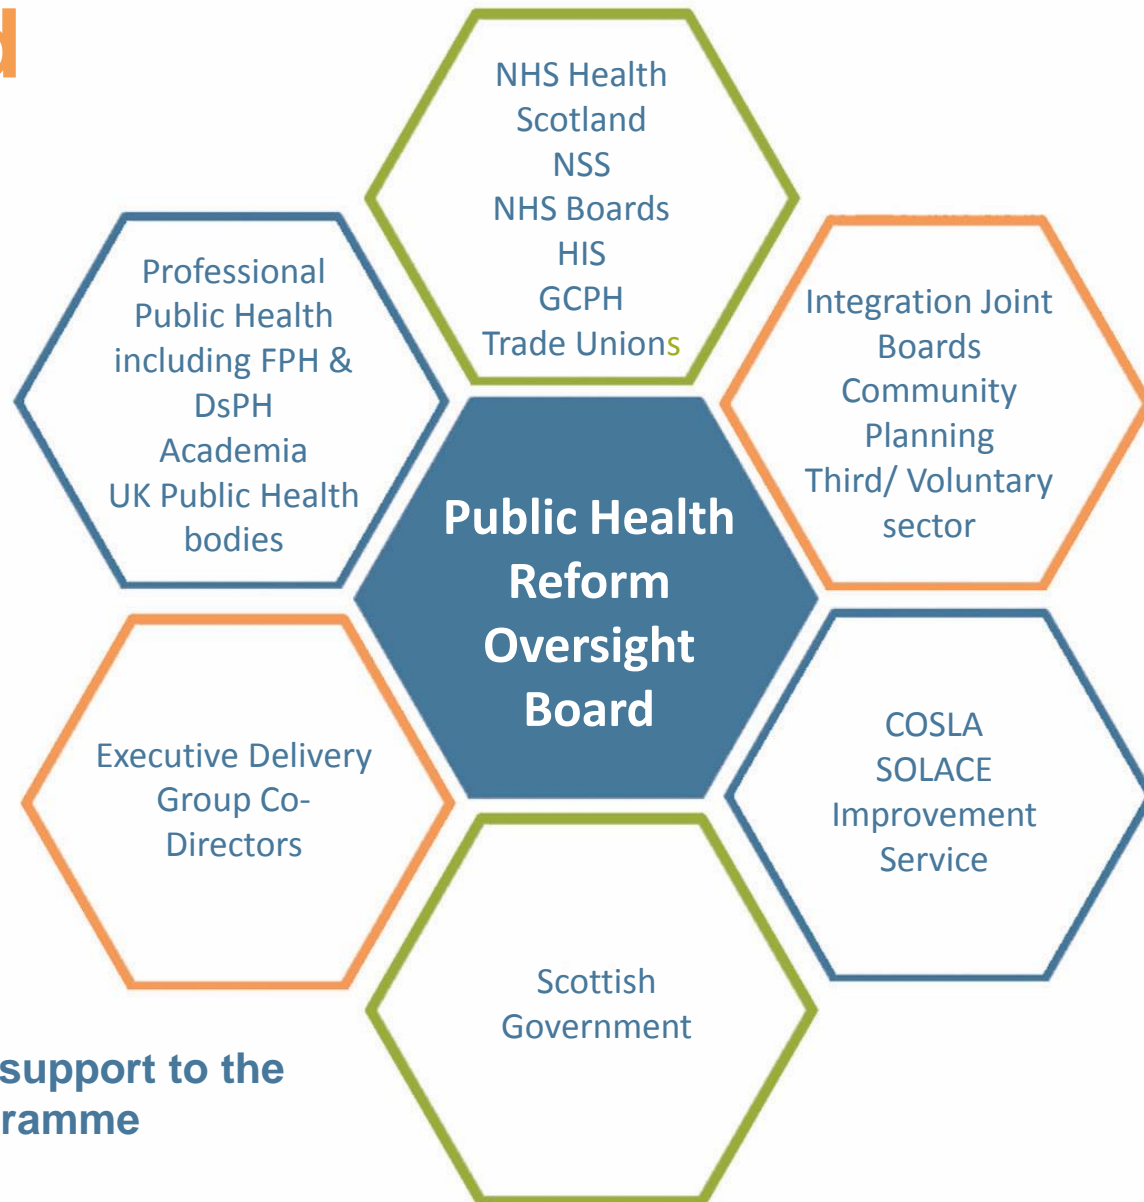 d
NHS Health
Scotland
NSS
NHS Boards
HIS
GCPH
Trade Unions
Professional
Public Health
including FPH &
DsPH
Academia
UK Public Health
bodies
Integration Joint
Boards
Community
Planning
Third/ Voluntary
sector
Public Health
Reform
Oversight
Board
Executive Delivery
Group Co-
Directors
COSLA
SOLACE
Improvement
Service
Scottish
Government
support to the
ramme